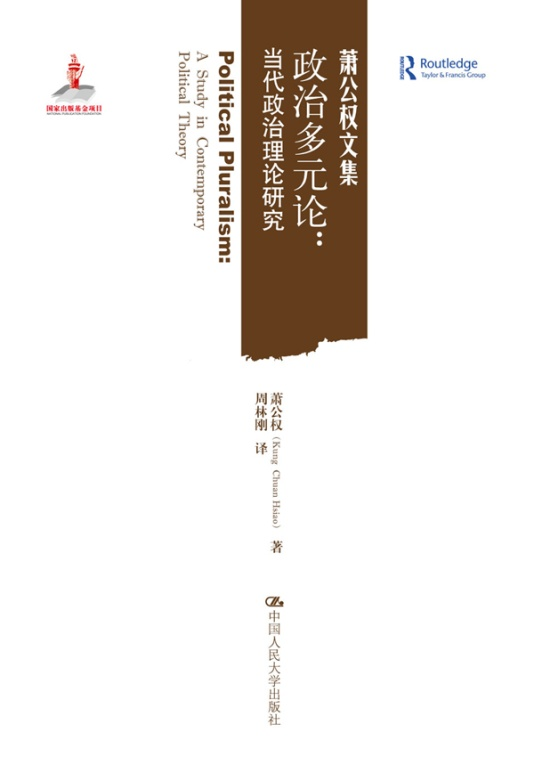 国家出版基金项目
NATIONAL PUBLICATION FOUNDATION
Routledge
Taylor & Francis Group
ROUTLEDGE
萧公权文集
政治多元论：
当代政治理论研究
Political Pluralism:
A Study in Contemporary
Political Theory
萧公权（Kung Chuan Hsiao） 著
周林刚 译
中国人民大学出版社